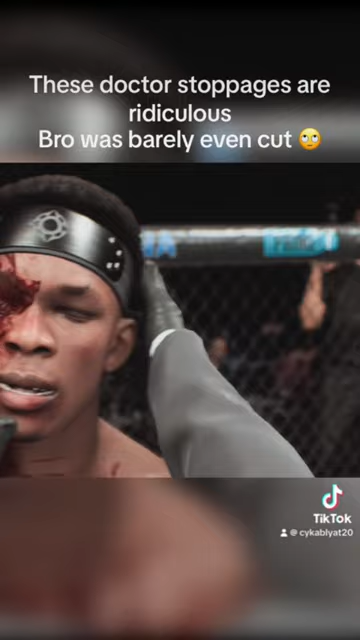 These doctor stoppages are
ridiculous
Bro was barely even cut 🙄
TikTok
@cykablyat20